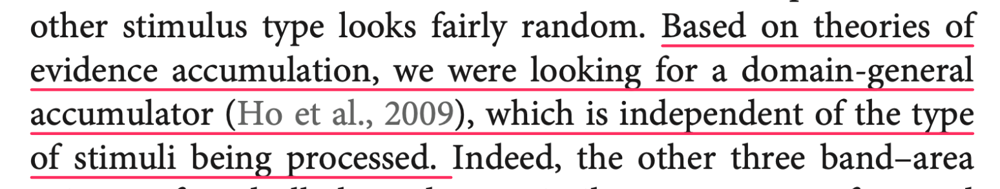 other stimulus type looks fairly random. Based on theories of
evidence accumulation, we were looking for a domain-general
accumulator (Ho et al., 2009), which is independent of the type
of stimuli being processed. Indeed, the other three band–area